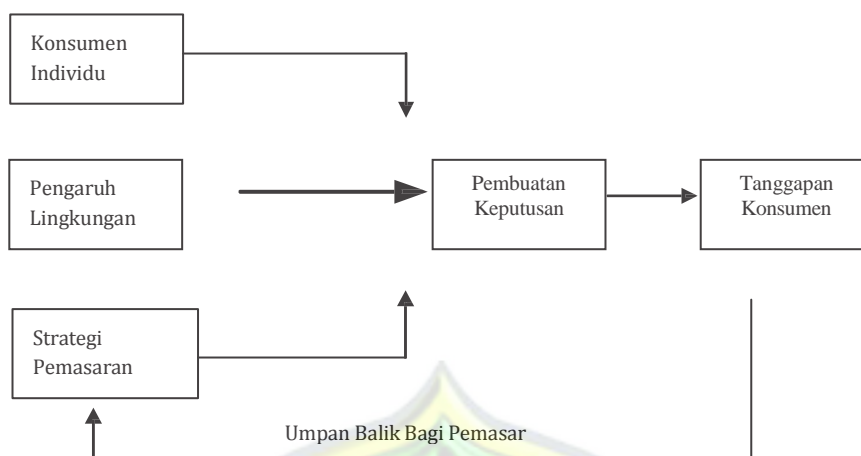 Konsumen
Individu
Pengaruh
Lingkungan
Pembuatan
Keputusan
Tanggapan
Konsumen
Strategi
Pemasaran
Umpan Balik Bagi Pemasar